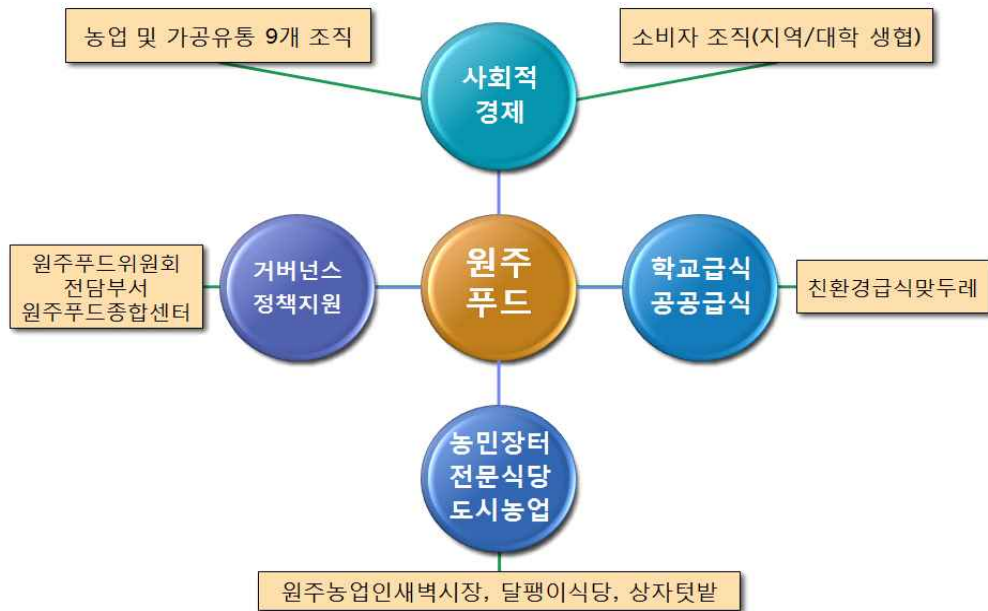 농업 및 가공유통 9개 조직
소비자 조직(지역/대학 생협)
사회적
경제
원주푸드위원회
전담부서
원주푸드종합센터
거버넌스
정책지원
원주
푸드
학교급식
공공급식
친환경급식맞두레
농민장터
전문식당
도시농업
원주농업인새벽시장, 달팽이식당, 상자텃밭